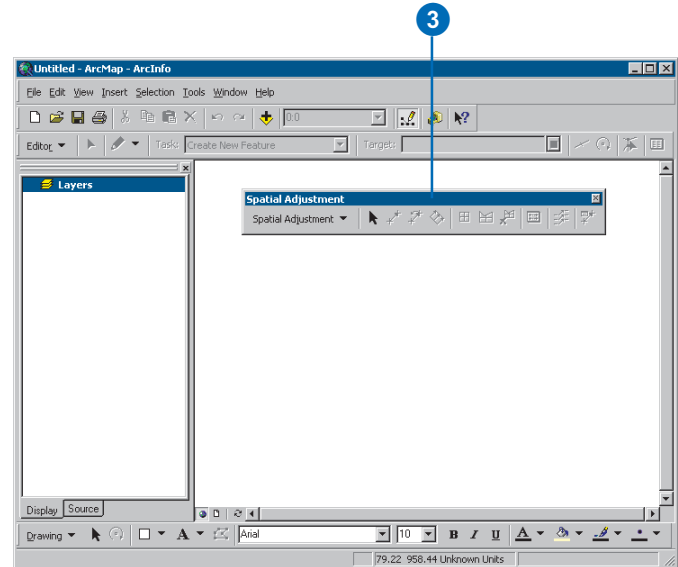 3
Untitled - ArcMap - ArcInfo
File Edit View Insert Selection Tools Window Help
0:0
Editor Task: Create New Feature Target:
Layers
Spatial Adjustment
Spatial Adjustment
Display Source
Drawing A Arial 10 B I U A
79.22 958.44 Unknown Units